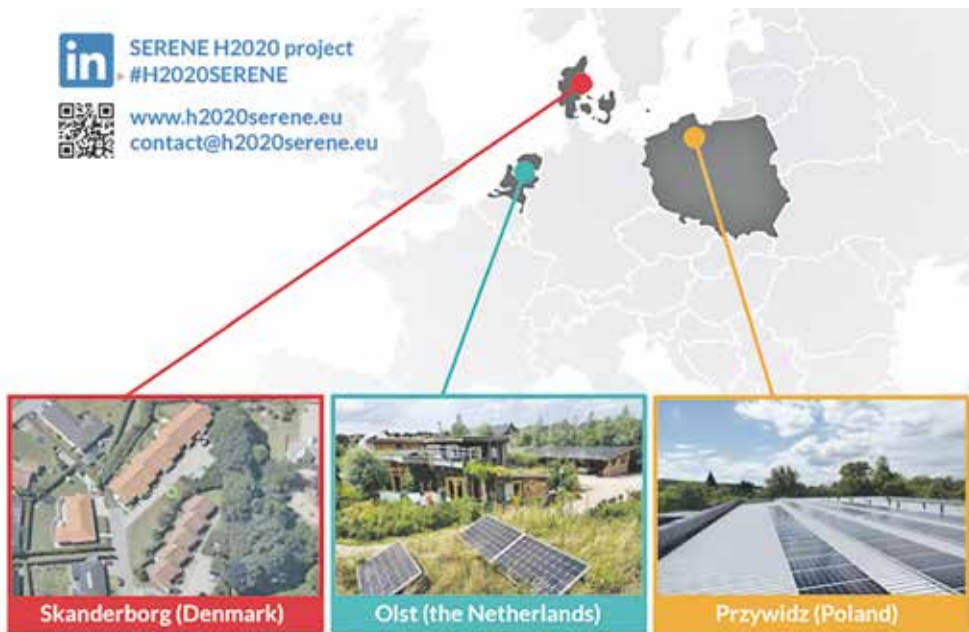 in
SERENE H2020 project
#H2020SERENE
www.h2020serene.eu
contact@h2020serene.eu
Skanderborg (Denmark)
Olst (the Netherlands)
Przywidz (Poland)